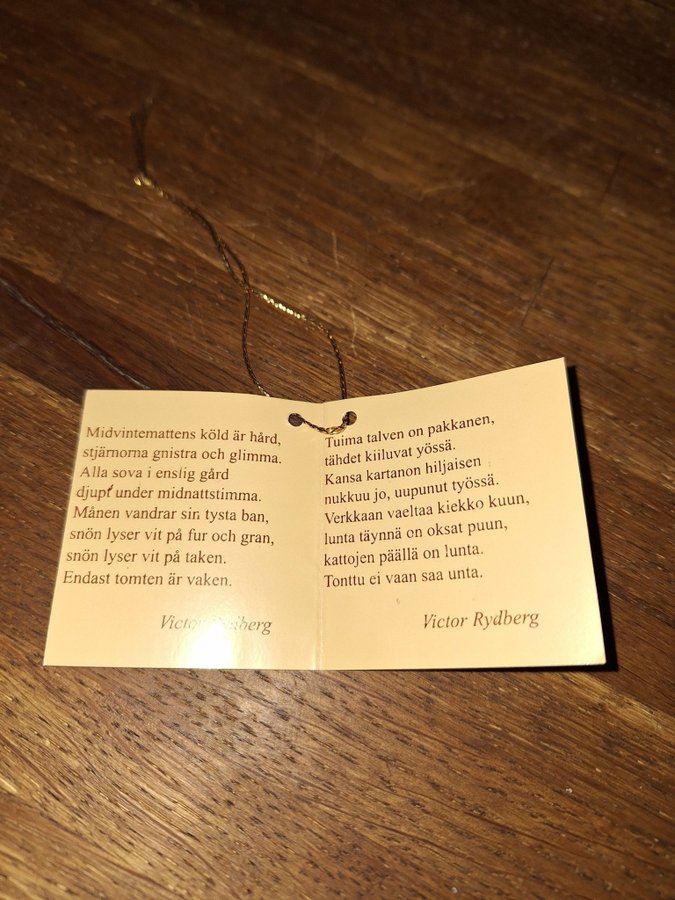 Midvintemattens köld är hård,
stjärnorna gnistra och glimma.
Alla sova i enslig gård
djupt under midnattstimma.
Månen vandrar sin tysta ban,
snön lyser vit på fur och gran,
snön lyser vit på taken.
Endast tomten är vaken.
Victor Rydberg
Tuima talven on pakkanen,
tähdet kiiluvat yössä.
Kansa kartanon hiljaisen
nukkuu jo, uupunut työssä.
Verkkaan vaeltaa kiekko kuun,
lunta täynnä on oksat puun,
kattojen päällä on lunta.
Tonttu ei vaan saa unta.
Victor Rydberg